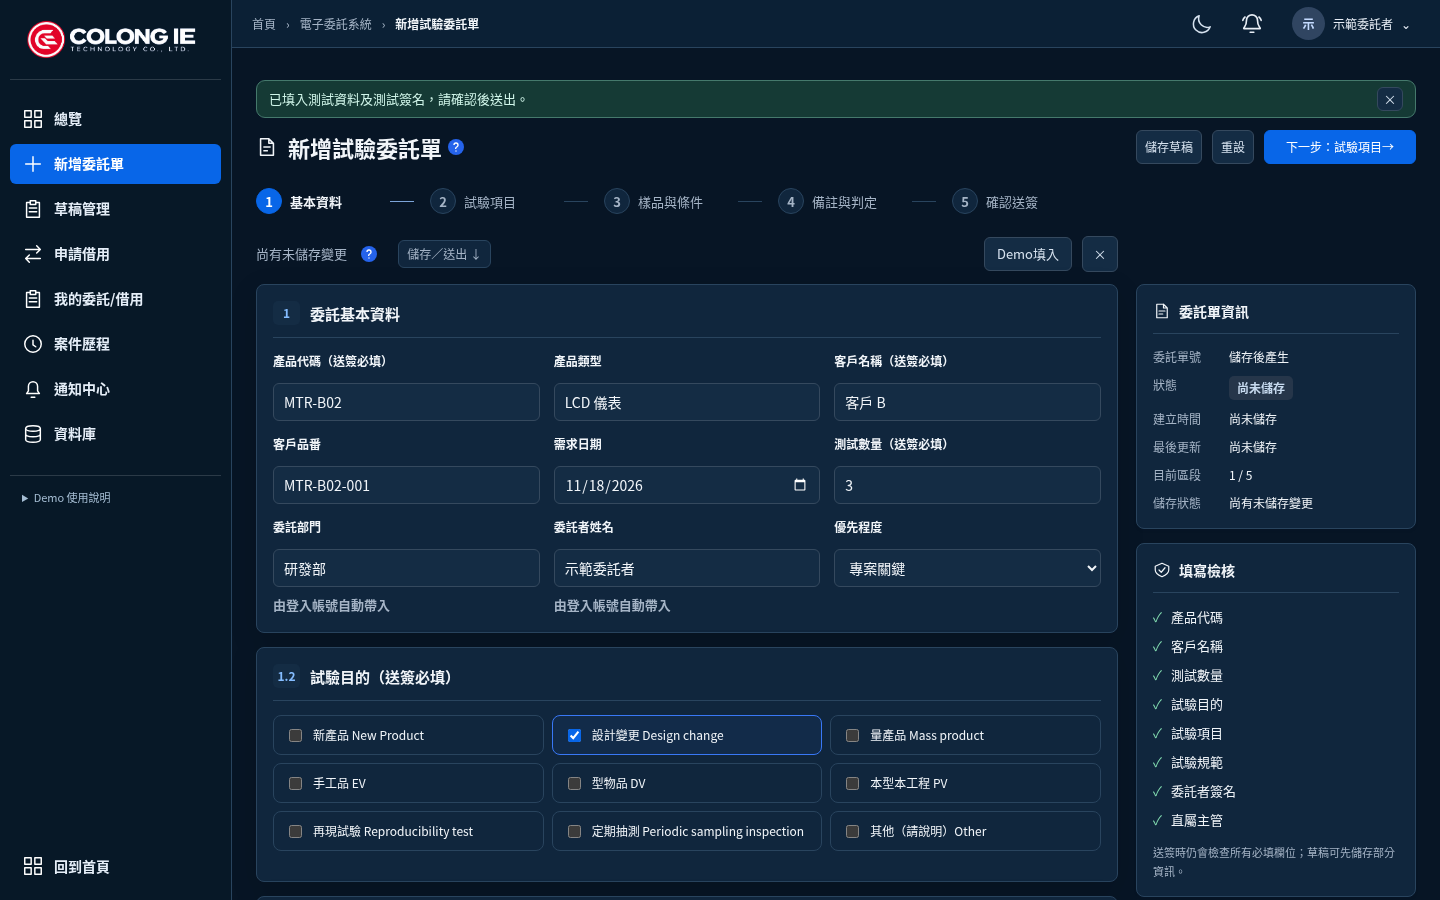 COLONG IE
TECHNOLOGY CO., LTD.
總覽
新增委託單
草稿管理
申請借用
我的委託/借用
案件歷程
通知中心
資料庫
Demo 使用說明
回到首頁
首頁 › 電子委託系統 › 新增試驗委託單
示 示範委託者
已填入測試資料及測試簽名，請確認後送出。
新增試驗委託單 ?
儲存草稿 重設 下一步：試驗項目→
1 基本資料 2 試驗項目 3 樣品與條件 4 備註與判定 5 確認送簽
尚有未儲存變更 ? 儲存／送出 ↓ Demo填入 ×
1 委託基本資料
產品代碼（送簽必填） 產品類型 客戶名稱（送簽必填）
MTR-B02 LCD 儀表 客戶 B
客戶品番 需求日期 測試數量（送簽必填）
MTR-B02-001 11/18/2026 3
委託部門 委託者姓名 優先程度
研發部 示範委託者 專案關鍵
由登入帳號自動帶入 由登入帳號自動帶入
1.2 試驗目的（送簽必填）
新產品 New Product 設計變更 Design change 量產品 Mass product
手工品 EV 型物品 DV 本型本工程 PV
再現試驗 Reproducibility test 定期抽測 Periodic sampling inspection 其他（請說明）Other
委託單資訊
委託單號 儲存後產生
狀態 尚未儲存
建立時間 尚未儲存
最後更新 尚未儲存
目前區段 1 / 5
儲存狀態 尚有未儲存變更
填寫檢核
✓ 產品代碼
✓ 客戶名稱
✓ 測試數量
✓ 試驗目的
✓ 試驗項目
✓ 試驗規範
✓ 委託者簽名
✓ 直屬主管
送簽時仍會檢查所有必填欄位；草稿可先儲存部分
資訊。